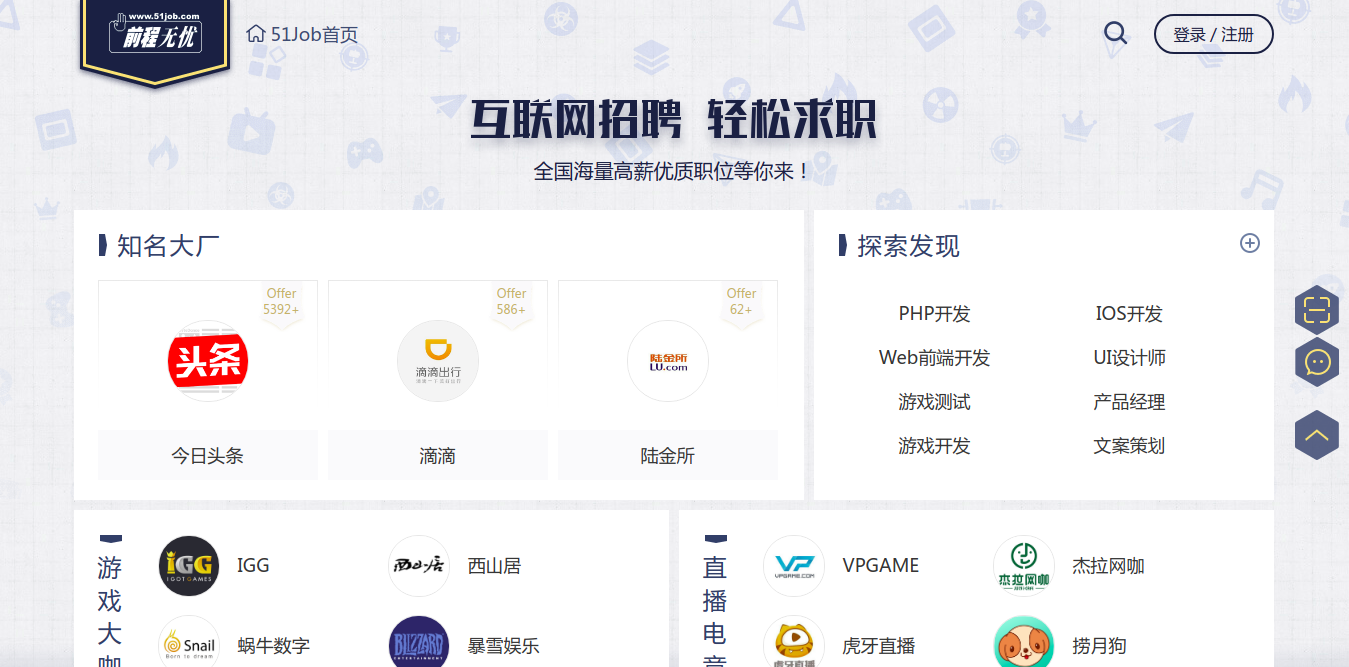 www.51job.com
前程无忧
51Job首页
登录 / 注册
互联网招聘 轻松求职
全国海量高薪优质职位等你来！
知名大厂
Offer
5392+
头条
今日头条
Offer
586+
滴滴出行
滴滴
Offer
62+
陆金所
LU.com
陆金所
探索发现
PHP开发
IOS开发
Web前端开发
UI设计师
游戏测试
产品经理
游戏开发
文案策划
游戏大咖
IGG
IGOT GAMES
IGG
西山居
西山居
Snail
Born to dream
蜗牛数字
BLIZZARD
ENTERTAINMENT
暴雪娱乐
直播电竞
VP
VPGAME.COM
VPGAME
杰拉网咖
杰拉网咖
虎牙直播
虎牙直播
捞月狗